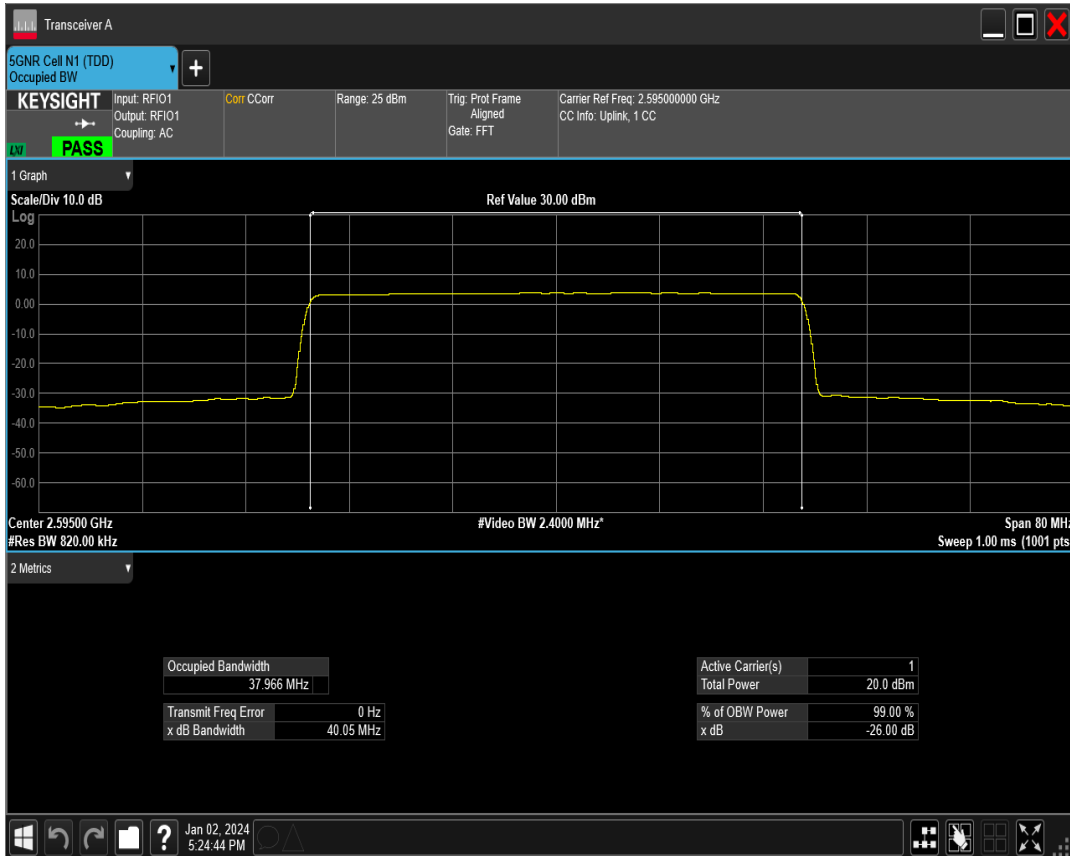 Transceiver A
5GNR Cell N1 (TDD)
Occupied BW
+
KEYSIGHT
LXI
PASS
Input: RFIO1
Output: RFIO1
Coupling: AC
Corr CCorr
Range: 25 dBm
Trig: Prot Frame
Aligned
Gate: FFT
Carrier Ref Freq: 2.595000000 GHz
CC Info: Uplink, 1 CC
1 Graph
Scale/Div 10.0 dB
Ref Value 30.00 dBm
Log
20.0
10.0
0.00
-10.0
-20.0
-30.0
-40.0
-50.0
-60.0
Center 2.59500 GHz
#Video BW 2.4000 MHz*
Span 80 MHz
#Res BW 820.00 kHz
Sweep 1.00 ms (1001 pts
2 Metrics
Occupied Bandwidth
37.966 MHz
Transmit Freq Error 0 Hz
x dB Bandwidth 40.05 MHz
Active Carrier(s) 1
Total Power 20.0 dBm
% of OBW Power 99.00 %
x dB -26.00 dB
?
Jan 02, 2024
5:24:44 PM